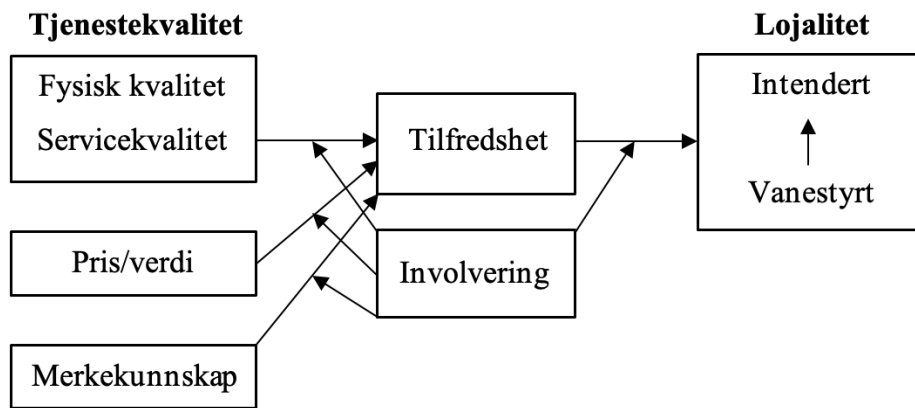 Tjenestekvalitet
Fysisk kvalitet
Servicekvalitet
Pris/verdi
Merkekunnskap
Tilfredshet
Involvering
Lojalitet
Intendert
Vanestyrt